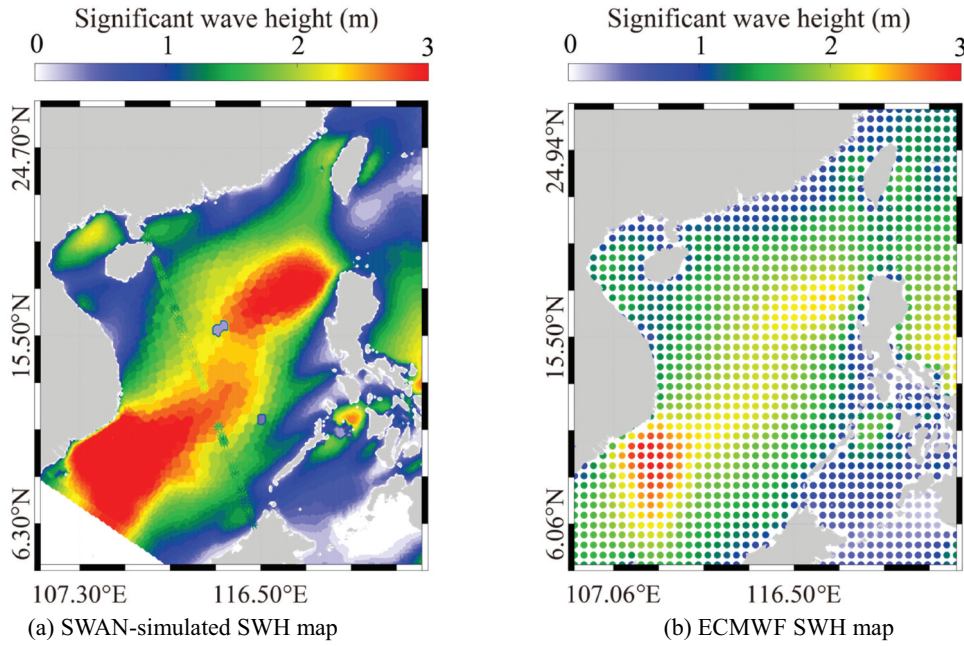 Significant wave height (m)
0 1 2 3
24.70°N
15.50°N
6.30°N
107.30°E 116.50°E
(a) SWAN-simulated SWH map
Significant wave height (m)
0 1 2 3
24.94°N
15.50°N
6.06°N
107.06°E 116.50°E
(b) ECMWF SWH map